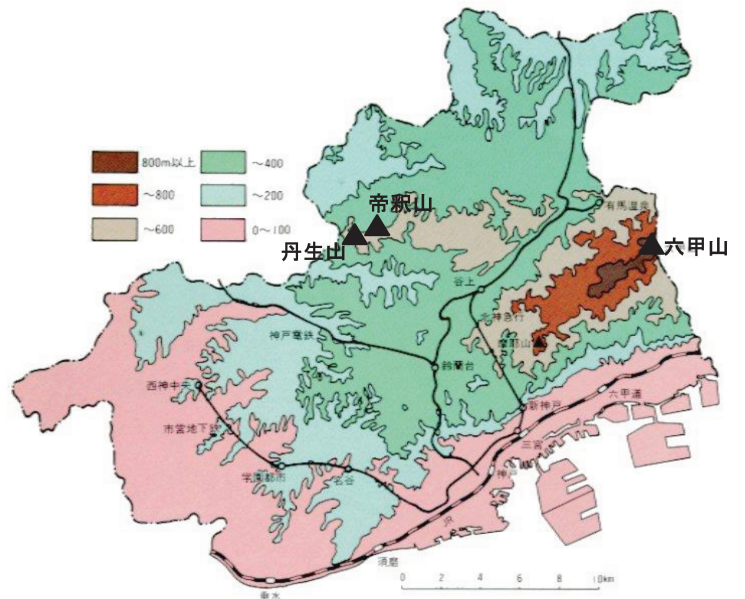 800m以上
～400
～800
～200
～600
0～100
帝釈山
丹生山
有馬温泉
六甲山
谷上
北神急行
神戸電鉄
摩耶山
鈴蘭台
西神中央
六甲道
新神戸
市営地下鉄
三宮
学園都市
名谷
神戸
JR
須磨
0 2 4 6 8 10km
垂水